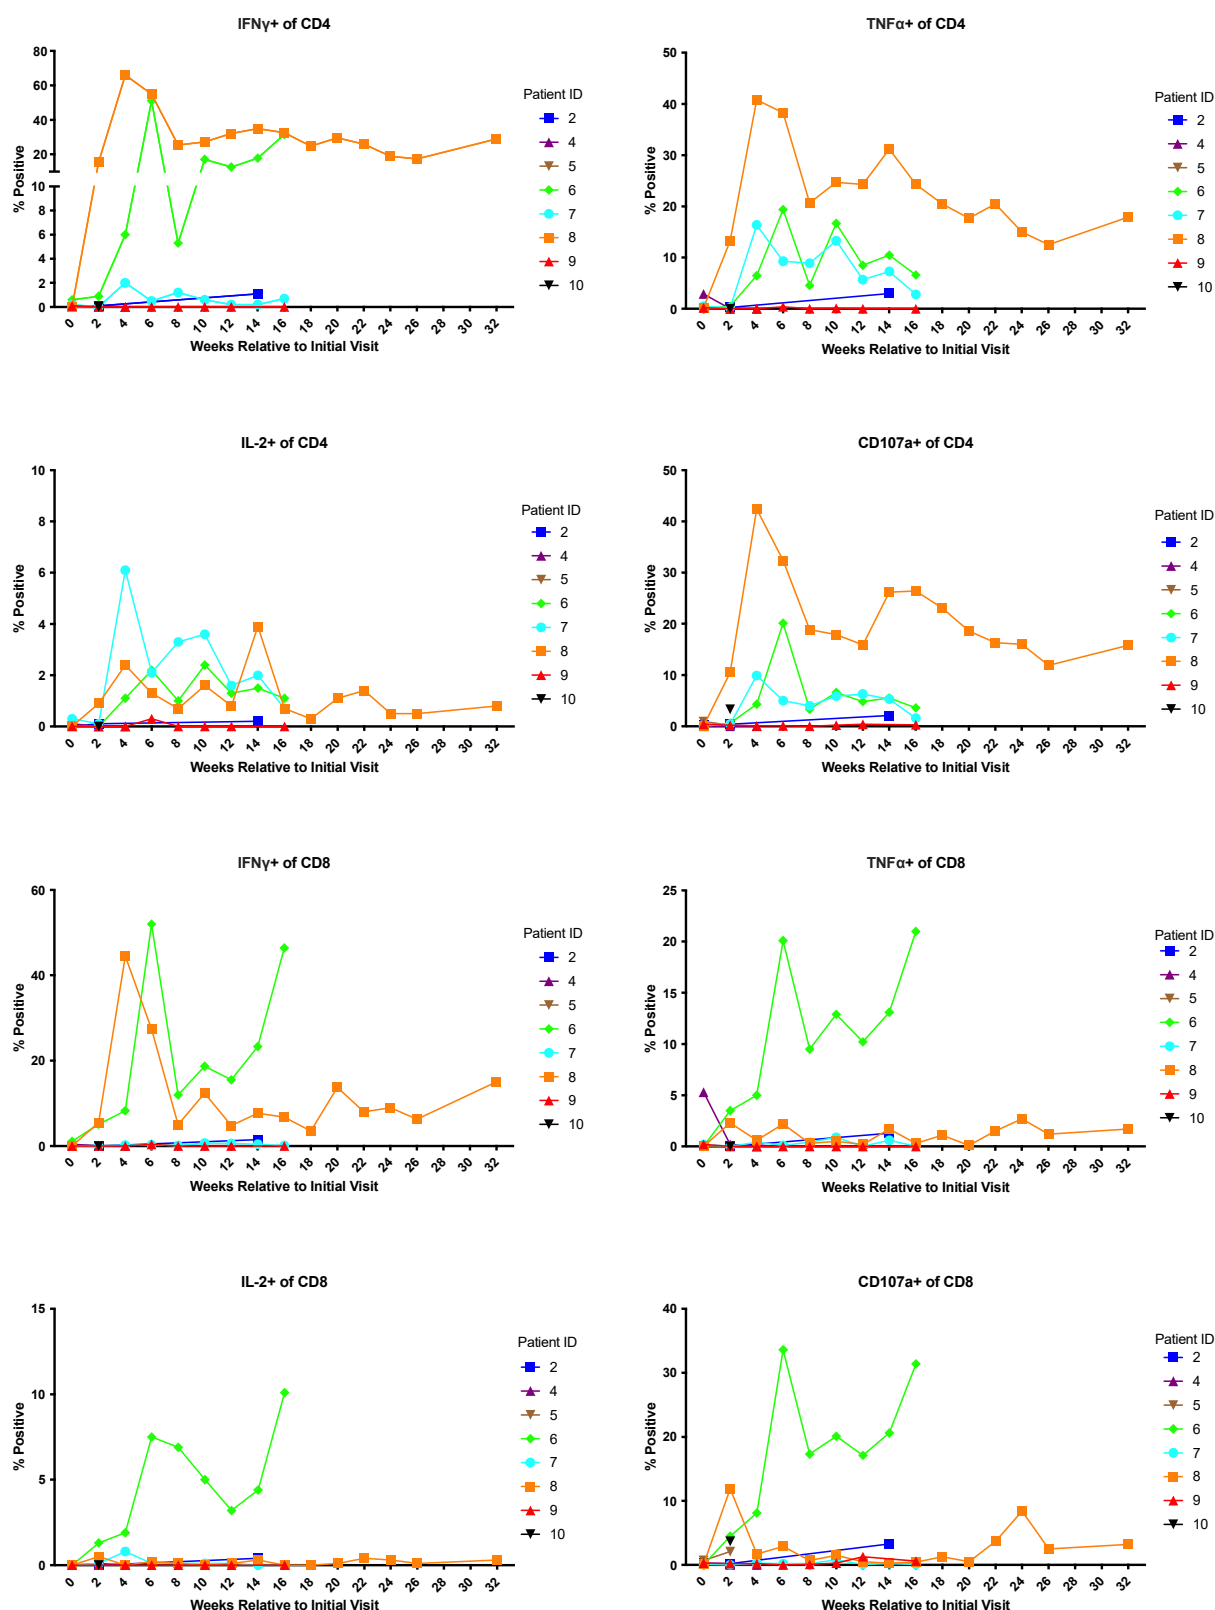 IFNγ+ of CD4
% Positive
80
60
40
20
10
8
6
4
2
0
0 2 4 6 8 10 12 14 16 18 20 22 24 26 28 30 32
Weeks Relative to Initial Visit
Patient ID
2
4
5
6
7
8
9
10
TNFα+ of CD4
% Positive
50
40
30
20
10
0
0 2 4 6 8 10 12 14 16 18 20 22 24 26 28 30 32
Weeks Relative to Initial Visit
Patient ID
2
4
5
6
7
8
9
10
IL-2+ of CD4
% Positive
10
8
6
4
2
0
0 2 4 6 8 10 12 14 16 18 20 22 24 26 28 30 32
Weeks Relative to Initial Visit
Patient ID
2
4
5
6
7
8
9
10
CD107a+ of CD4
% Positive
50
40
30
20
10
0
0 2 4 6 8 10 12 14 16 18 20 22 24 26 28 30 32
Weeks Relative to Initial Visit
Patient ID
2
4
5
6
7
8
9
10
IFNγ+ of CD8
% Positive
60
40
20
0
0 2 4 6 8 10 12 14 16 18 20 22 24 26 28 30 32
Weeks Relative to Initial Visit
Patient ID
2
4
5
6
7
8
9
10
TNFα+ of CD8
% Positive
25
20
15
10
5
0
0 2 4 6 8 10 12 14 16 18 20 22 24 26 28 30 32
Weeks Relative to Initial Visit
Patient ID
2
4
5
6
7
8
9
10
IL-2+ of CD8
% Positive
15
10
5
0
0 2 4 6 8 10 12 14 16 18 20 22 24 26 28 30 32
Weeks Relative to Initial Visit
Patient ID
2
4
5
6
7
8
9
10
CD107a+ of CD8
% Positive
40
30
20
10
0
0 2 4 6 8 10 12 14 16 18 20 22 24 26 28 30 32
Weeks Relative to Initial Visit
Patient ID
2
4
5
6
7
8
9
10